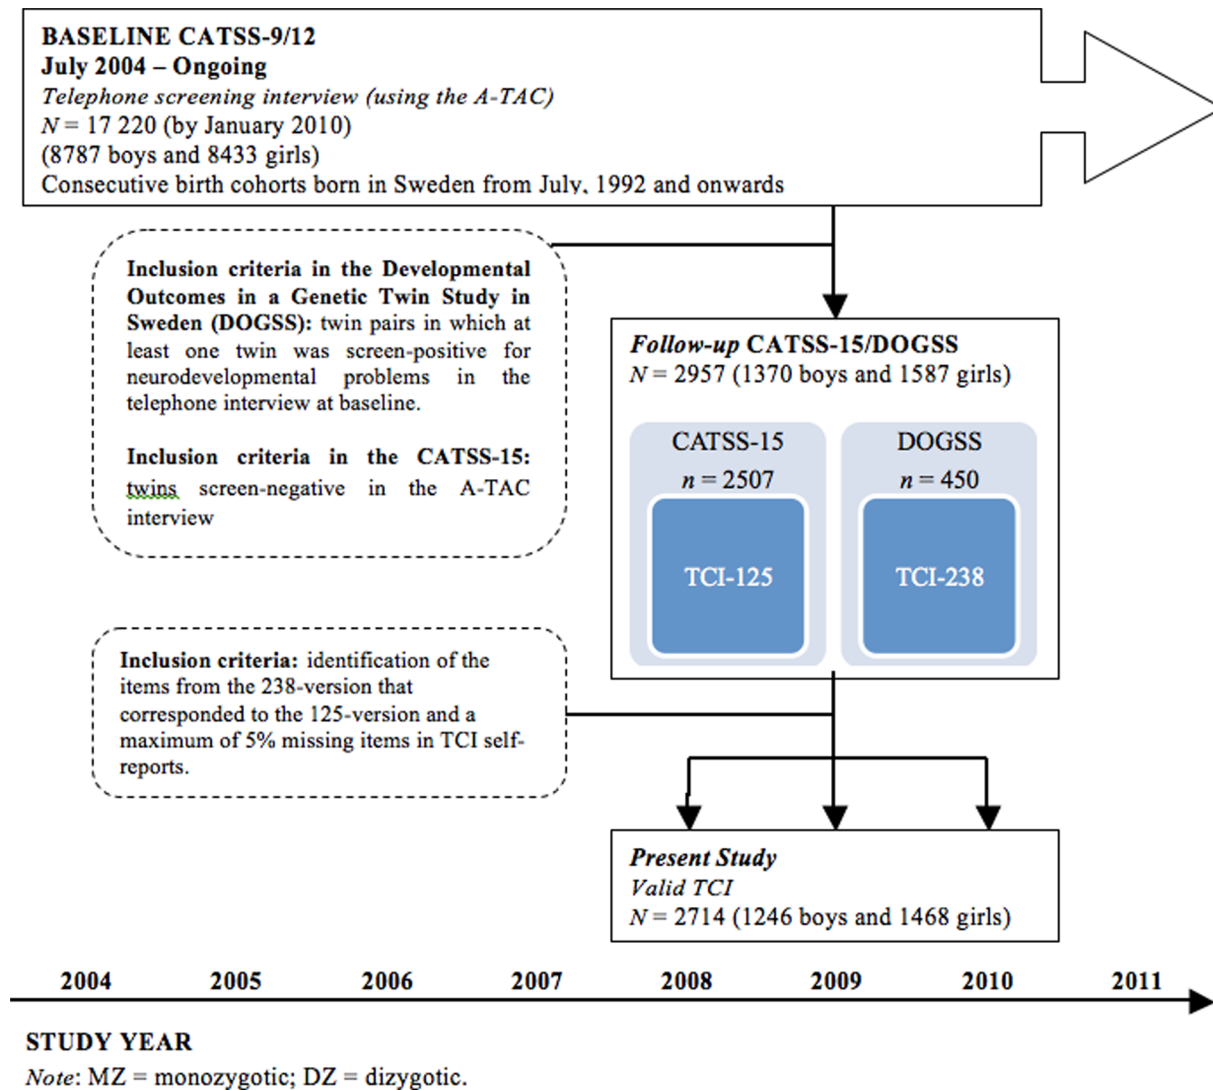 BASELINE CATSS-9/12
July 2004 – Ongoing
Telephone screening interview (using the A-TAC)
N = 17 220 (by January 2010)
(8787 boys and 8433 girls)
Consecutive birth cohorts born in Sweden from July, 1992 and onwards
Inclusion criteria in the Developmental
Outcomes in a Genetic Twin Study in
Sweden (DOGSS): twin pairs in which at
least one twin was screen-positive for
neurodevelopmental problems in the
telephone interview at baseline.
Inclusion criteria in the CATSS-15:
twins screen-negative in the A-TAC
interview
Follow-up CATSS-15/DOGSS
N = 2957 (1370 boys and 1587 girls)
CATSS-15
n = 2507
TCI-125
DOGSS
n = 450
TCI-238
Inclusion criteria: identification of the
items from the 238-version that
corresponded to the 125-version and a
maximum of 5% missing items in TCI self-
reports.
Present Study
Valid TCI
N = 2714 (1246 boys and 1468 girls)
2004 2005 2006 2007 2008 2009 2010 2011
STUDY YEAR
Note: MZ = monozygotic; DZ = dizygotic.